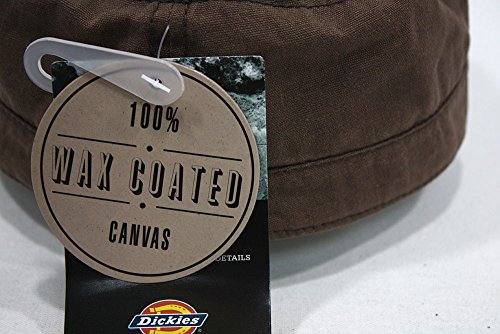 100%
WAX COATED
CANVAS
DETAILS
Dickies